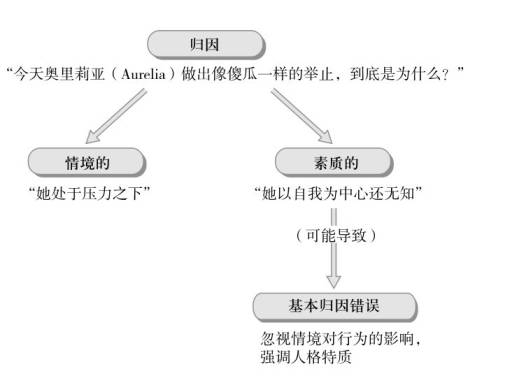 归因
“今天奥里莉亚（Aurelia）做出像傻瓜一样的举止，到底是为什么？”
情境的
素质的
“她处于压力之下”
“她以自我为中心还无知”
（可能导致）
基本归因错误
忽视情境对行为的影响，
强调人格特质